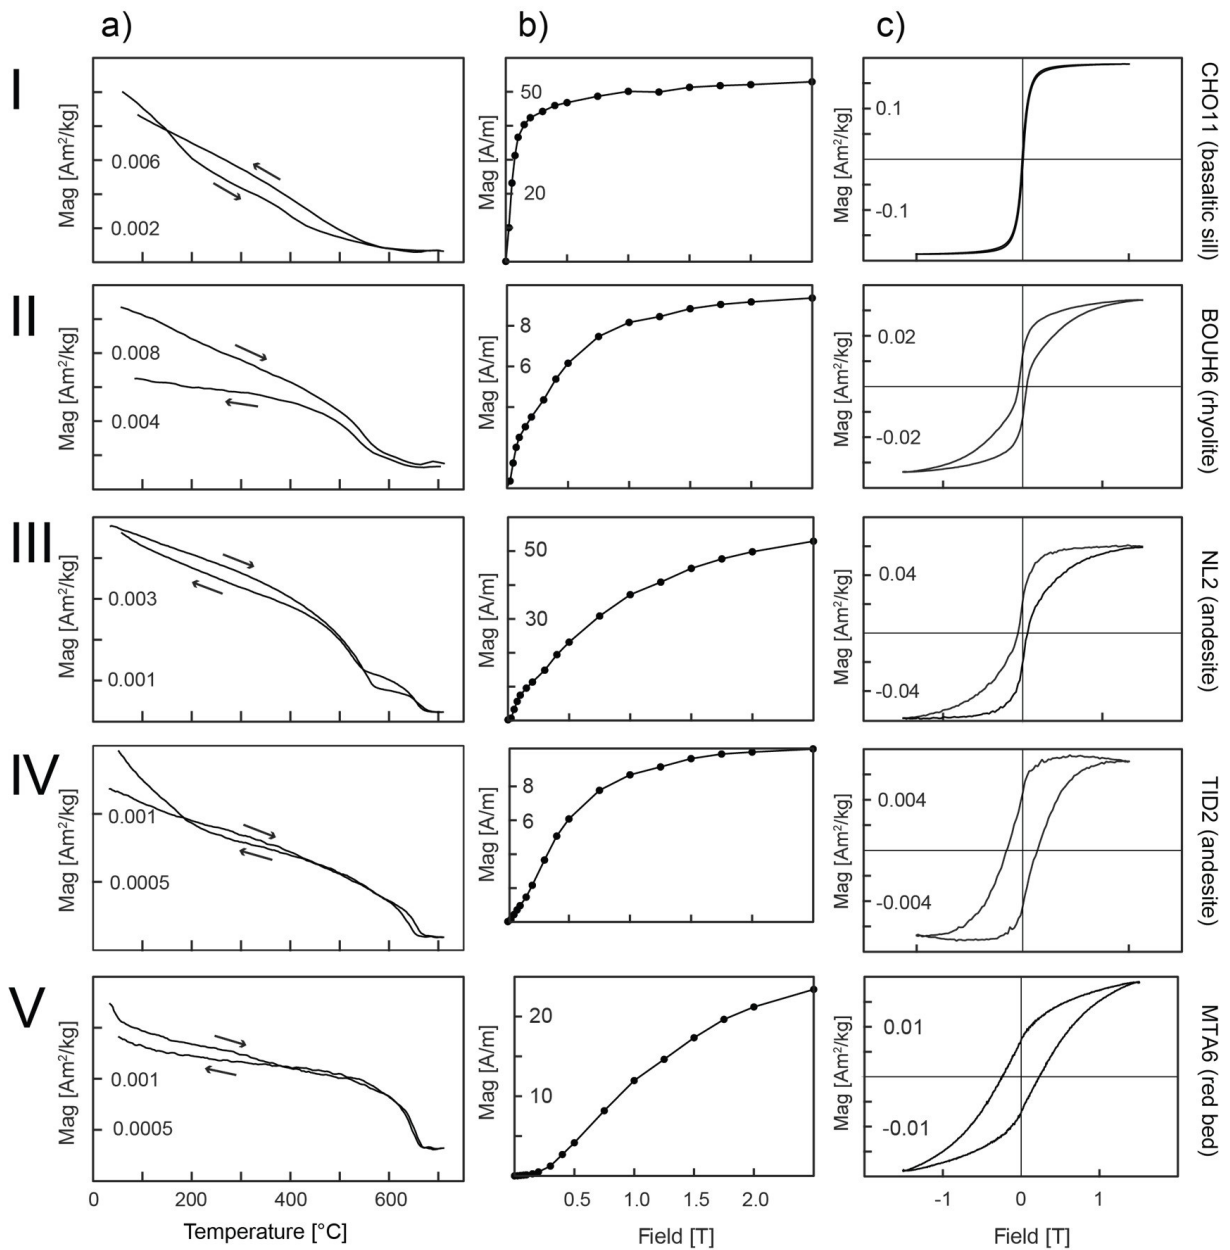 a) b) c)
I
Mag [Am²/kg]
0.006
0.002
Mag [A/m]
50
20
Mag [Am²/kg]
0.1
-0.1
CHO11 (basaltic sill)
II
Mag [Am²/kg]
0.008
0.004
Mag [A/m]
8
6
Mag [Am²/kg]
0.02
-0.02
BOUH6 (rhyolite)
III
Mag [Am²/kg]
0.003
0.001
Mag [A/m]
50
30
Mag [Am²/kg]
0.04
-0.04
NL2 (andesite)
IV
Mag [Am²/kg]
0.001
0.0005
Mag [A/m]
8
6
Mag [Am²/kg]
0.004
-0.004
TID2 (andesite)
V
Mag [Am²/kg]
0.001
0.0005
Mag [A/m]
20
10
Mag [Am²/kg]
0.01
-0.01
MTA6 (red bed)
0 200 400 600
Temperature [°C]
0.5 1.0 1.5 2.0
Field [T]
-1 0 1
Field [T]